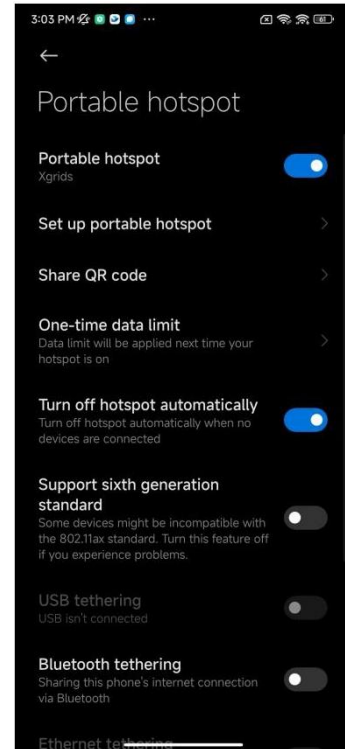 3:03 PM
61
Portable hotspot
Portable hotspot
Xgrids
Set up portable hotspot
Share QR code
One-time data limit
Data limit will be applied next time your
hotspot is on
Turn off hotspot automatically
Turn off hotspot automatically when no
devices are connected
Support sixth generation
standard
Some devices might be incompatible with
the 802.11ax standard. Turn this feature off
if you experience problems.
USB tethering
USB isn't connected
Bluetooth tethering
Sharing this phone's internet connection
via Bluetooth
Ethernet tethering